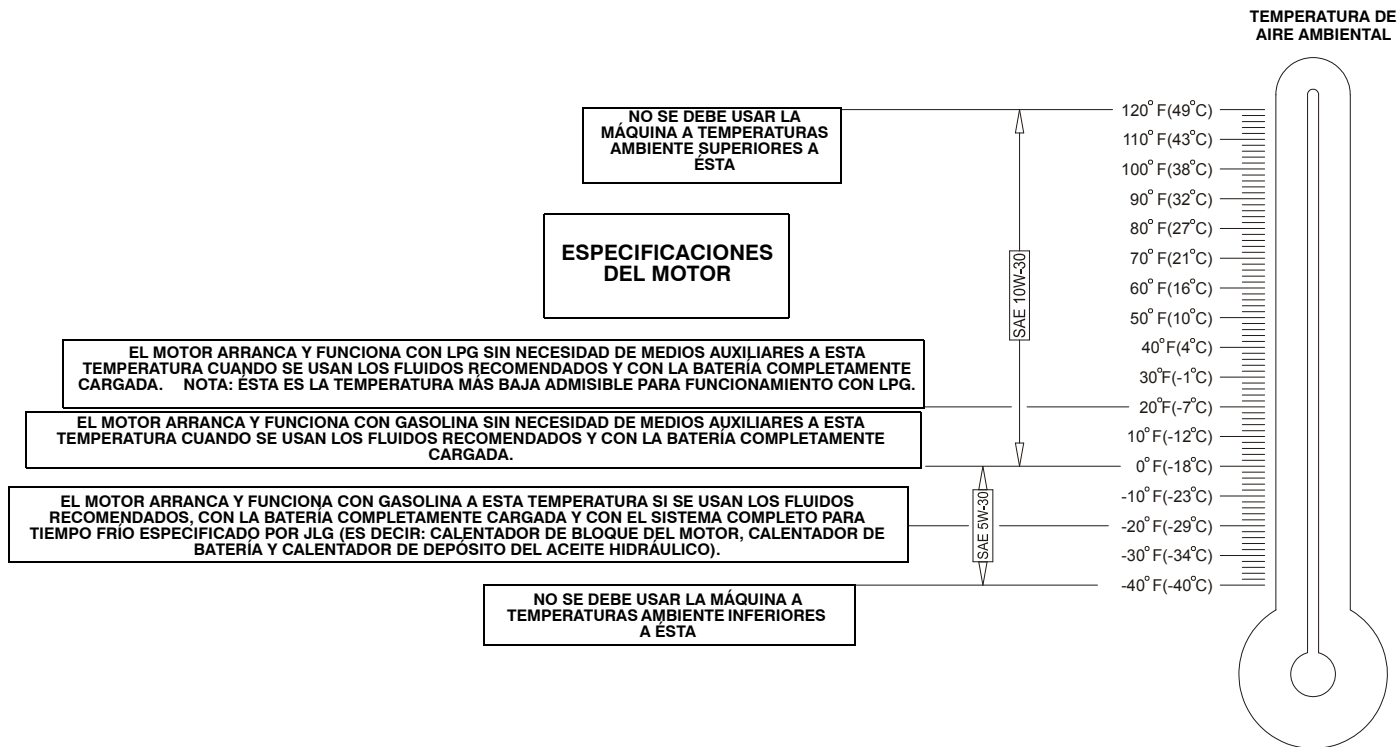 TEMPERATURA DE
AIRE AMBIENTAL
NO SE DEBE USAR LA
MÁQUINA A TEMPERATURAS
AMBIENTE SUPERIORES A
ÉSTA
120° F(49°C)
110° F(43°C)
100° F(38°C)
90° F(32°C)
80° F(27°C)
70° F(21°C)
60° F(16°C)
50° F(10°C)
40°F(4°C)
30°F(-1°C)
20°F(-7°C)
10°F(-12°C)
0°F(-18°C)
-10°F(-23°C)
-20°F(-29°C)
-30°F(-34°C)
-40°F(-40°C)
ESPECIFICACIONES
DEL MOTOR
SAE 10W-30
EL MOTOR ARRANCA Y FUNCIONA CON LPG SIN NECESIDAD DE MEDIOS AUXILIARES A ESTA
TEMPERATURA CUANDO SE USAN LOS FLUIDOS RECOMENDADOS Y CON LA BATERÍA COMPLETAMENTE
CARGADA. NOTA: ÉSTA ES LA TEMPERATURA MÁS BAJA ADMISIBLE PARA FUNCIONAMIENTO CON LPG.
EL MOTOR ARRANCA Y FUNCIONA CON GASOLINA SIN NECESIDAD DE MEDIOS AUXILIARES A ESTA
TEMPERATURA CUANDO SE USAN LOS FLUIDOS RECOMENDADOS Y CON LA BATERÍA COMPLETAMENTE
CARGADA.
SAE 5W-30
EL MOTOR ARRANCA Y FUNCIONA CON GASOLINA A ESTA TEMPERATURA SI SE USAN LOS FLUIDOS
RECOMENDADOS, CON LA BATERÍA COMPLETAMENTE CARGADA Y CON EL SISTEMA COMPLETO PARA
TIEMPO FRÍO ESPECIFICADO POR JLG (ES DECIR: CALENTADOR DE BLOQUE DEL MOTOR, CALENTADOR DE
BATERÍA Y CALENTADOR DE DEPÓSITO DEL ACEITE HIDRÁULICO).
NO SE DEBE USAR LA MÁQUINA A
TEMPERATURAS AMBIENTE INFERIORES
A ÉSTA